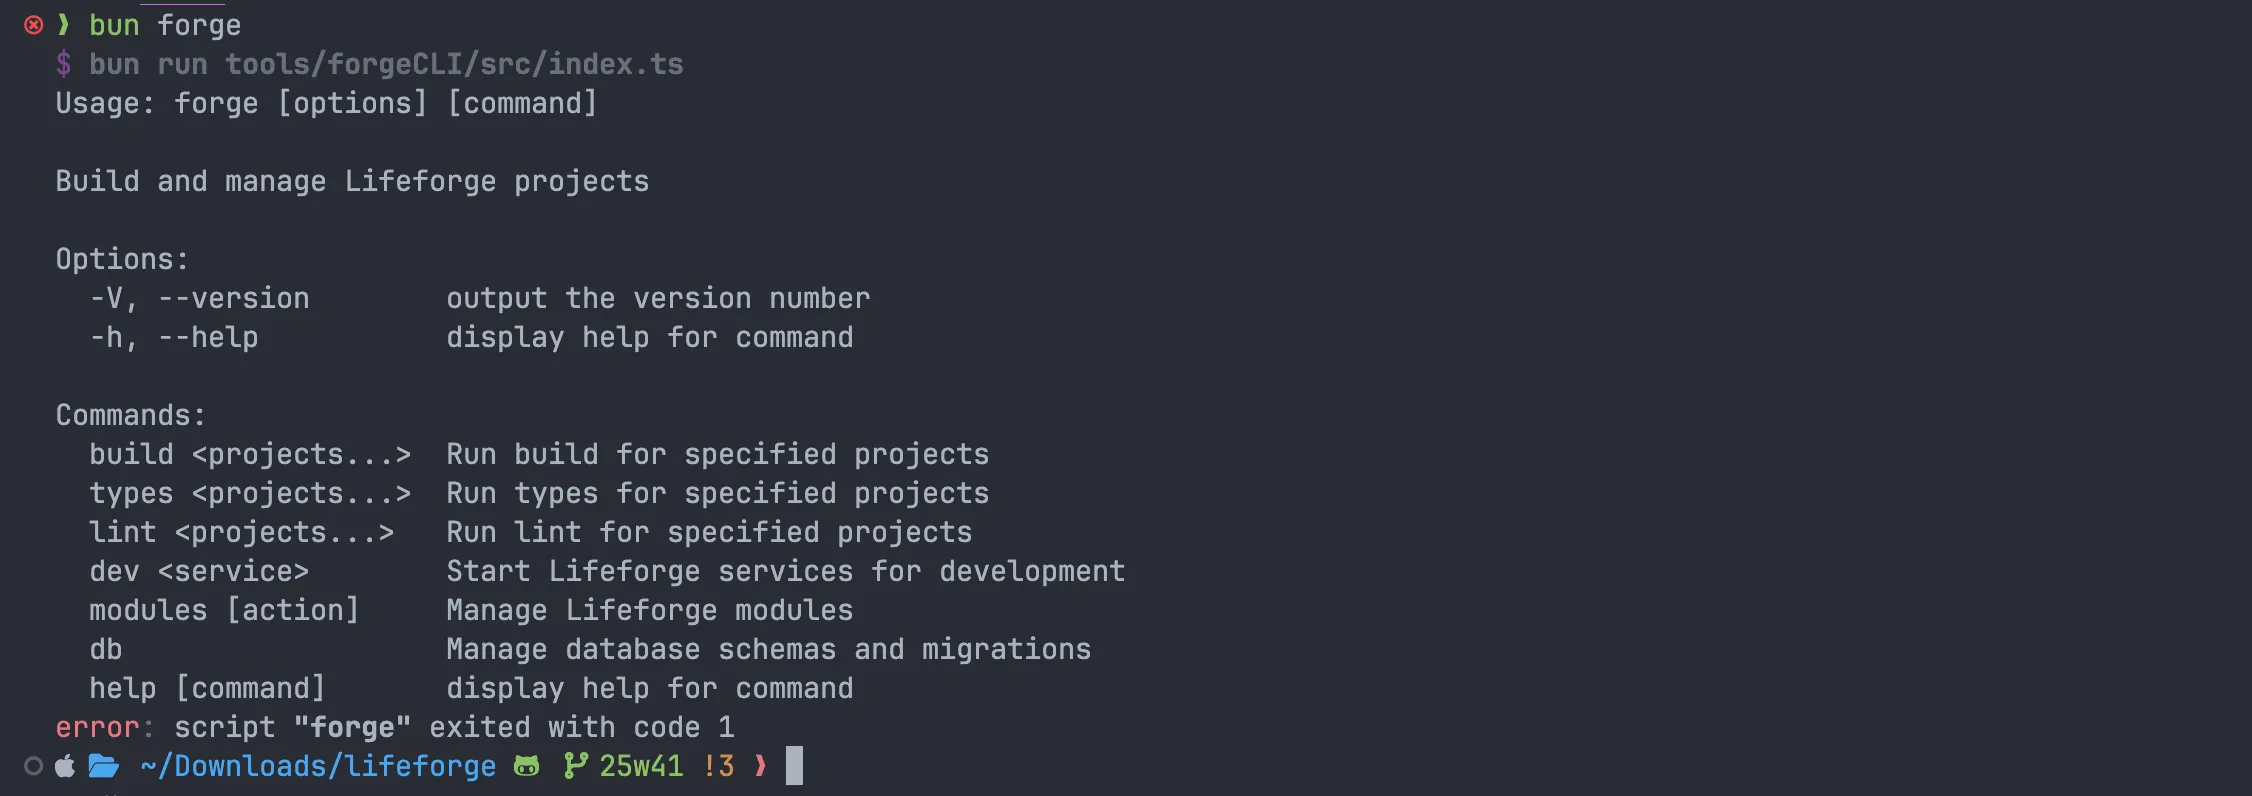 ❯ bun forge
$ bun run tools/forgeCLI/src/index.ts
Usage: forge [options] [command]
Build and manage Lifeforge projects
Options:
-V, --version output the version number
-h, --help display help for command
Commands:
build <projects...> Run build for specified projects
types <projects...> Run types for specified projects
lint <projects...> Run lint for specified projects
dev <service> Start Lifeforge services for development
modules [action] Manage Lifeforge modules
db Manage database schemas and migrations
help [command] display help for command
error: script "forge" exited with code 1
~/Downloads/lifeforge 25w41 !3 ❯